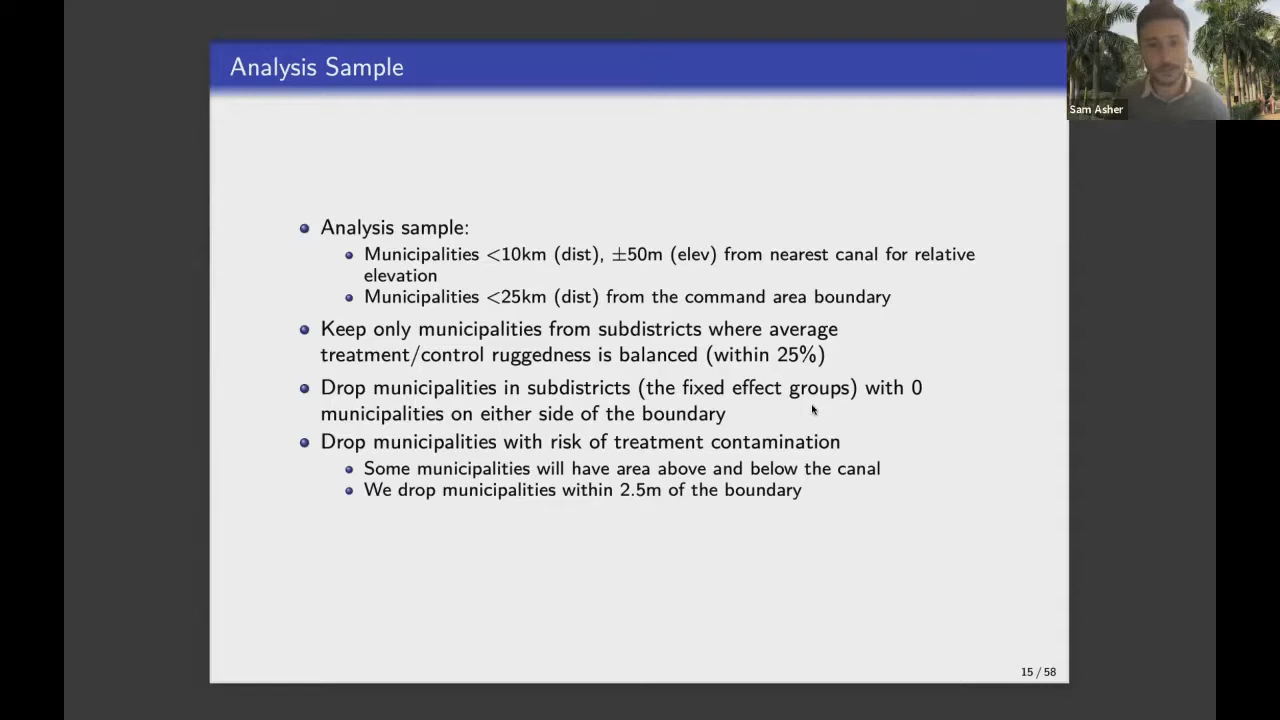 Analysis Sample
Sam Asher
Analysis sample:
Municipalities <10km (dist), ±50m (elev) from nearest canal for relative
elevation
Municipalities <25km (dist) from the command area boundary
Keep only municipalities from subdistricts where average
treatment/control ruggedness is balanced (within 25%)
Drop municipalities in subdistricts (the fixed effect groups) with 0
municipalities on either side of the boundary
Drop municipalities with risk of treatment contamination
Some municipalities will have area above and below the canal
We drop municipalities within 2.5m of the boundary
15 / 58